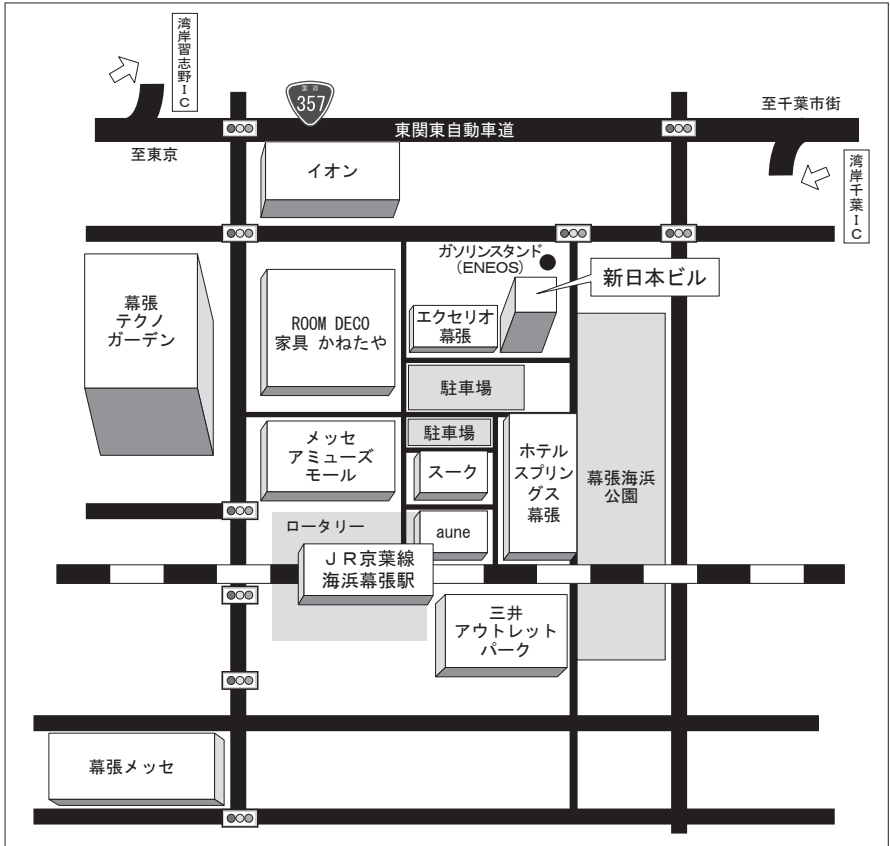 湾岸習志野IC
国道
357
至千葉市街
東関東自動車道
至東京
湾岸千葉IC
イオン
ガソリンスタンド
(ENEOS)
新日本ビル
幕張
テクノ
ガーデン
ROOM DECO
家具 かねたや
エクセリオ
幕張
駐車場
駐車場
メッセ
アミューズ
モール
スーク
ホテル
スプリン
グス
幕張
幕張海浜
公園
ロータリー
aune
JR京葉線
海浜幕張駅
三井
アウトレット
パーク
幕張メッセ